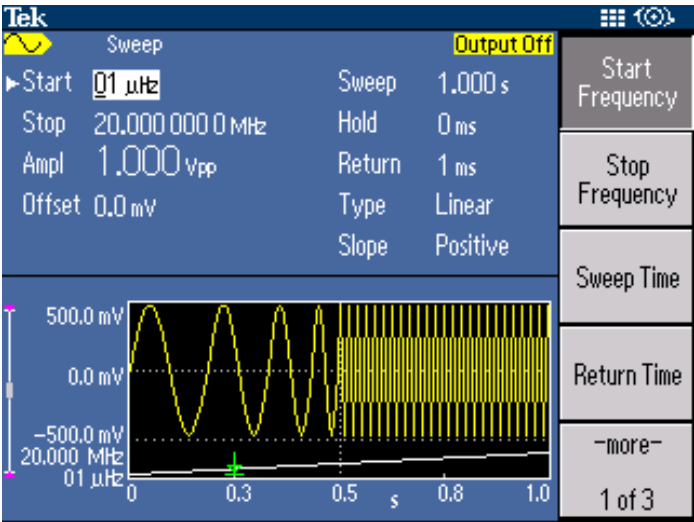 Tek
Sweep
Output Off
Start 01 µHz
Stop 20.000 000 0 MHz
Ampl 1.000 Vpp
Offset 0.0 mV
Sweep 1.000 s
Hold 0 ms
Return 1 ms
Type Linear
Slope Positive
500.0 mV
0.0 mV
-500.0 mV
20.000 MHz
01 µHz
0 0.3 0.5 s 0.8 1.0
Start
Frequency
Stop
Frequency
Sweep Time
Return Time
-more-
1 of 3